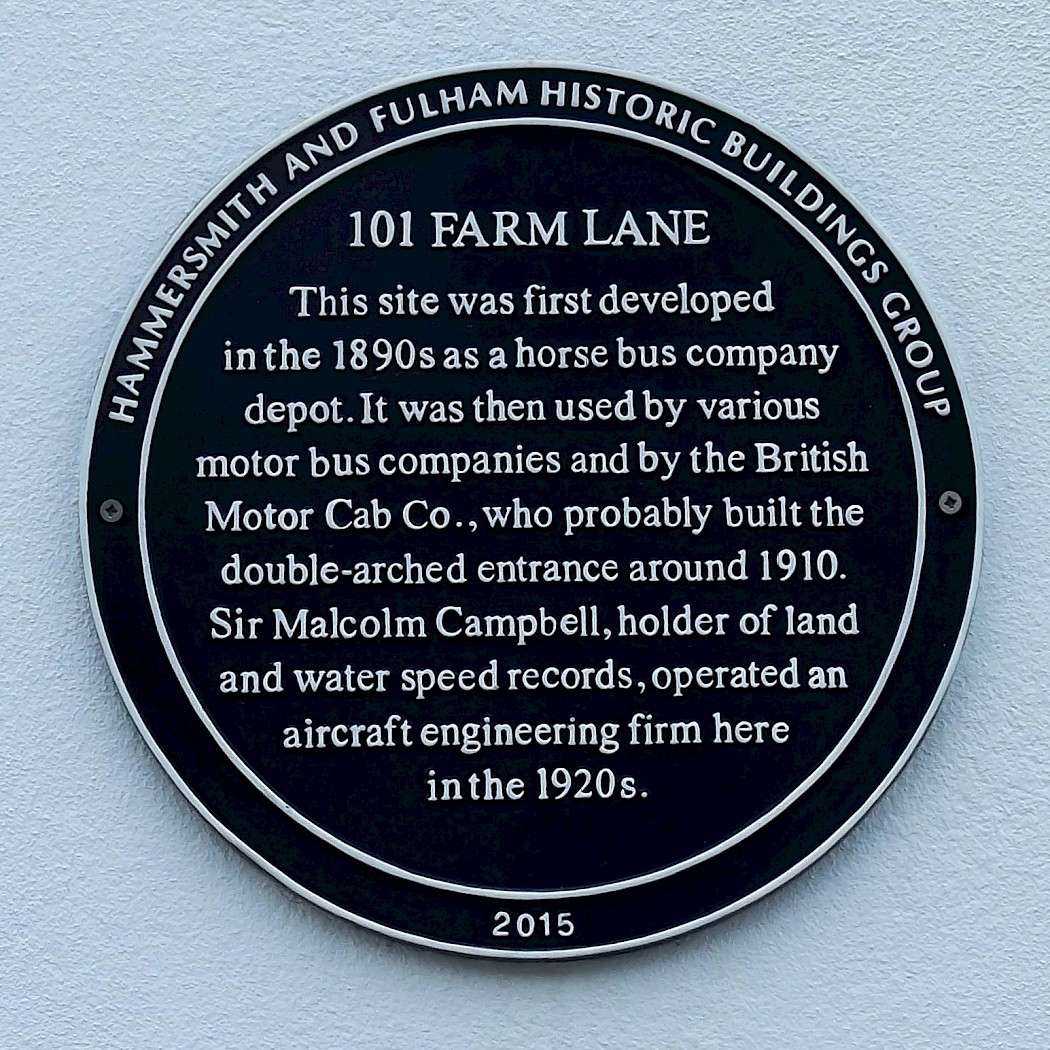 HAMMERSMITH AND FULHAM HISTORIC BUILDINGS GROUP
101 FARM LANE
This site was first developed
in the 1890s as a horse bus company
depot. It was then used by various
motor bus companies and by the British
Motor Cab Co., who probably built the
double-arched entrance around 1910.
Sir Malcolm Campbell, holder of land
and water speed records, operated an
aircraft engineering firm here
in the 1920s.
2015